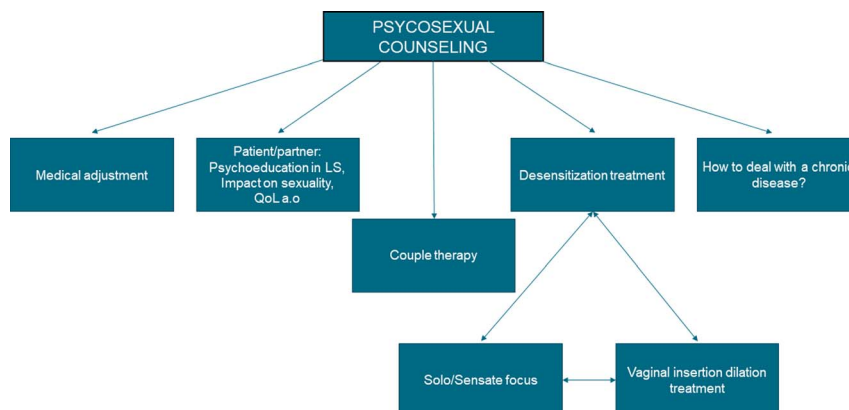 PSYCOSEXUAL
COUNSELING
Medical adjustment
Patient/partner:
Psychoeducation in LS,
Impact on sexuality,
QoL a.o
Desensitization treatment
How to deal with a chronic
disease?
Couple therapy
Solo/Sensate focus
Vaginal insertion dilation
treatment